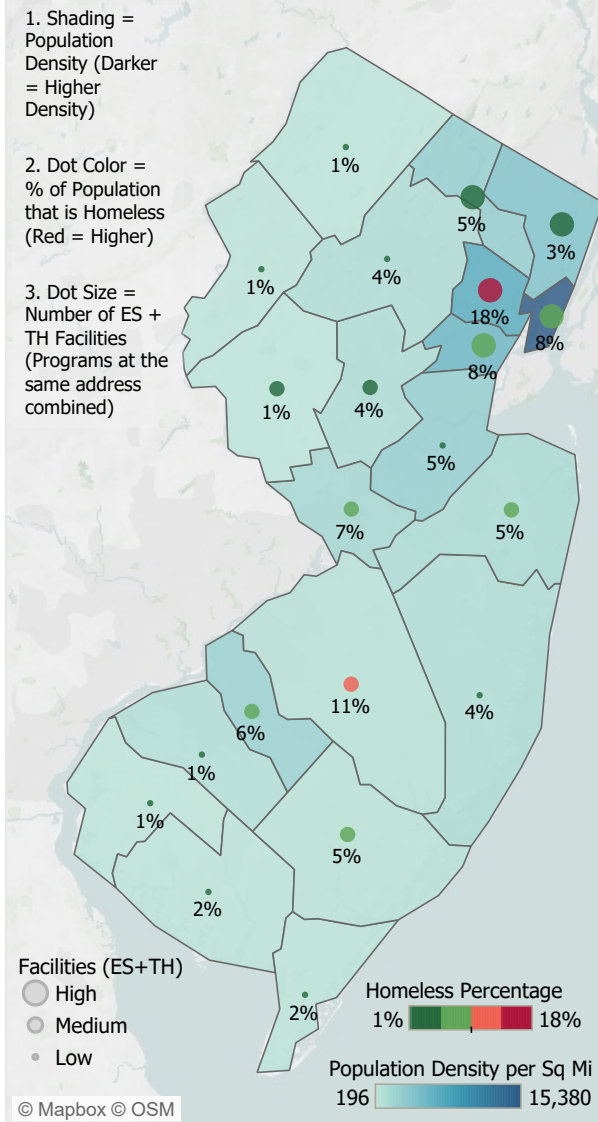 1. Shading =
Population
Density (Darker
= Higher
Density)
2. Dot Color =
% of Population
that is Homeless
(Red = Higher)
3. Dot Size =
Number of ES +
TH Facilities
(Programs at the
same address
combined)
1%
5%
3%
1%
4%
18%
8%
8%
1%
4%
5%
7%
5%
11%
4%
6%
1%
1%
5%
2%
2%
Facilities (ES+TH)
High
Medium
Low
Homeless Percentage
1% 18%
Population Density per Sq Mi
196 15,380
© Mapbox © OSM